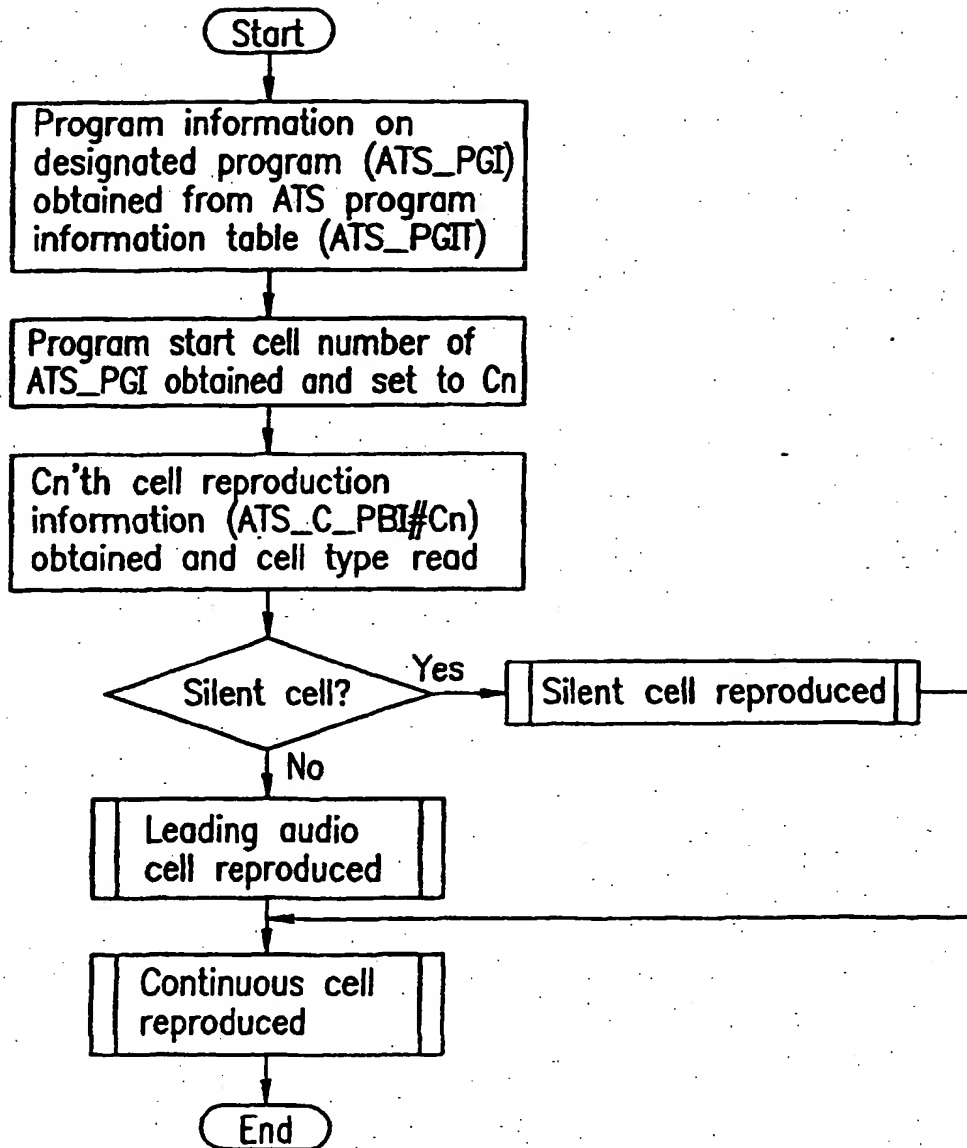 Start
Program information on
designated program (ATS_PGI)
obtained from ATS program
information table (ATS_PGIT)
Program start cell number of
ATS_PGI obtained and set to Cn
Cn'th cell reproduction
information (ATS_C_PBI#Cn)
obtained and cell type read
Silent cell?
Yes
Silent cell reproduced
No
Leading audio
cell reproduced
Continuous cell
reproduced
End